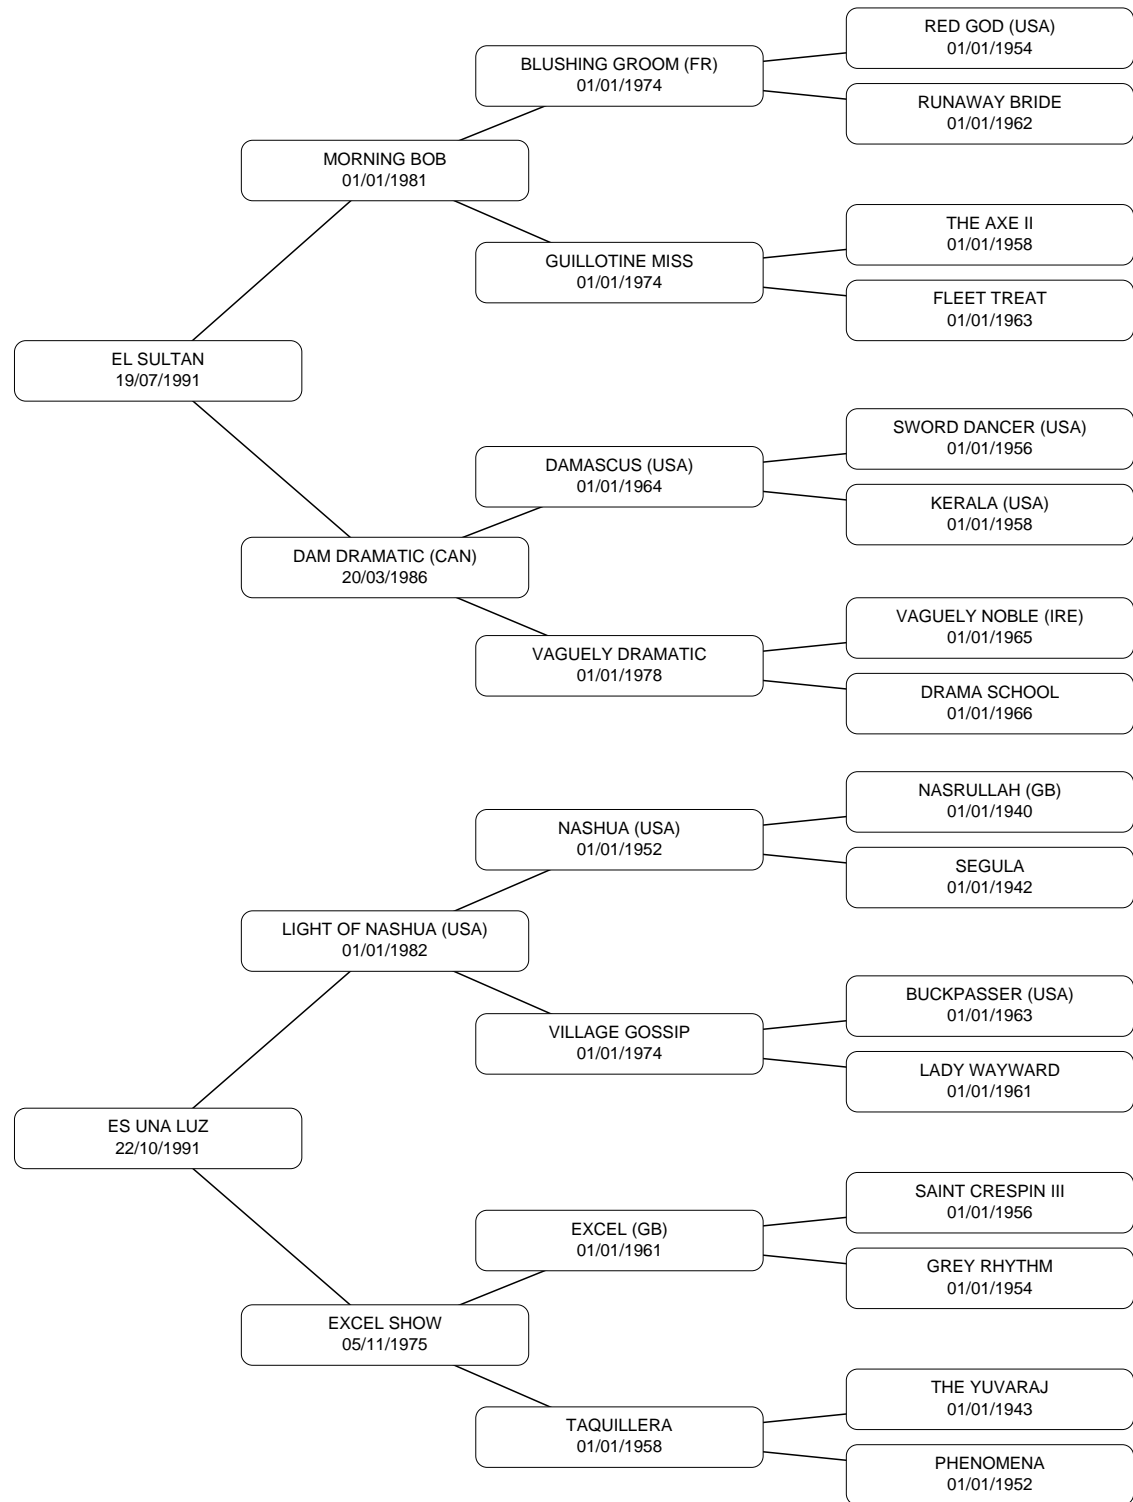 RED GOD (USA)
01/01/1954
BLUSHING GROOM (FR)
01/01/1974
RUNAWAY BRIDE
01/01/1962
MORNING BOB
01/01/1981
THE AXE II
01/01/1958
GUILLOTINE MISS
01/01/1974
FLEET TREAT
01/01/1963
EL SULTAN
19/07/1991
SWORD DANCER (USA)
01/01/1956
DAMASCUS (USA)
01/01/1964
KERALA (USA)
01/01/1958
DAM DRAMATIC (CAN)
20/03/1986
VAGUELY NOBLE (IRE)
01/01/1965
VAGUELY DRAMATIC
01/01/1978
DRAMA SCHOOL
01/01/1966
NASRULLAH (GB)
01/01/1940
NASHUA (USA)
01/01/1952
SEGULA
01/01/1942
LIGHT OF NASHUA (USA)
01/01/1982
BUCKPASSER (USA)
01/01/1963
VILLAGE GOSSIP
01/01/1974
LADY WAYWARD
01/01/1961
ES UNA LUZ
22/10/1991
SAINT CRESPIN III
01/01/1956
EXCEL (GB)
01/01/1961
GREY RHYTHM
01/01/1954
EXCEL SHOW
05/11/1975
THE YUVARAJ
01/01/1943
TAQUILLERA
01/01/1958
PHENOMENA
01/01/1952